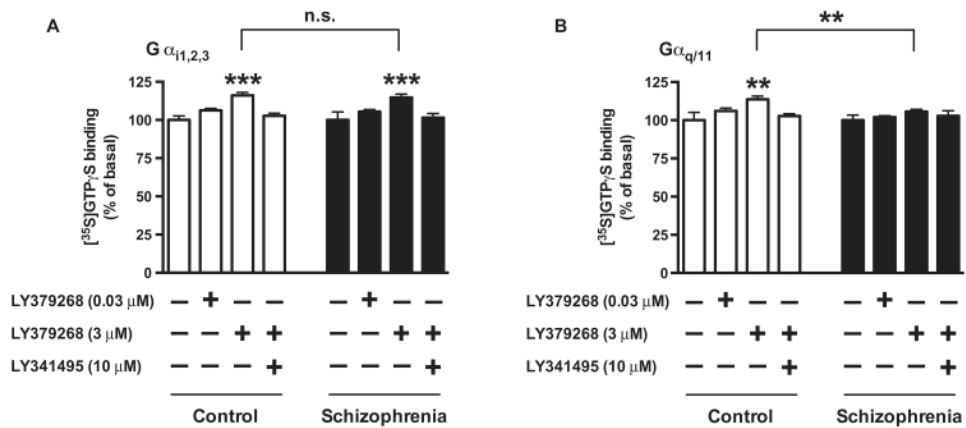 A
n.s.
G α i1,2,3
*** ***
125
100
75
50
25
0
[³⁵S]GTPγS binding
(% of basal)
LY379268 (0.03 μM) – + – – – + – –
LY379268 (3 μM) – – + + – – + +
LY341495 (10 μM) – – – + – – – +
Control Schizophrenia
B
**
Gα q/11
**
125
100
75
50
25
0
[³⁵S]GTPγS binding
(% of basal)
LY379268 (0.03 μM) – + – – – + – –
LY379268 (3 μM) – – + + – – + +
LY341495 (10 μM) – – – + – – – +
Control Schizophrenia